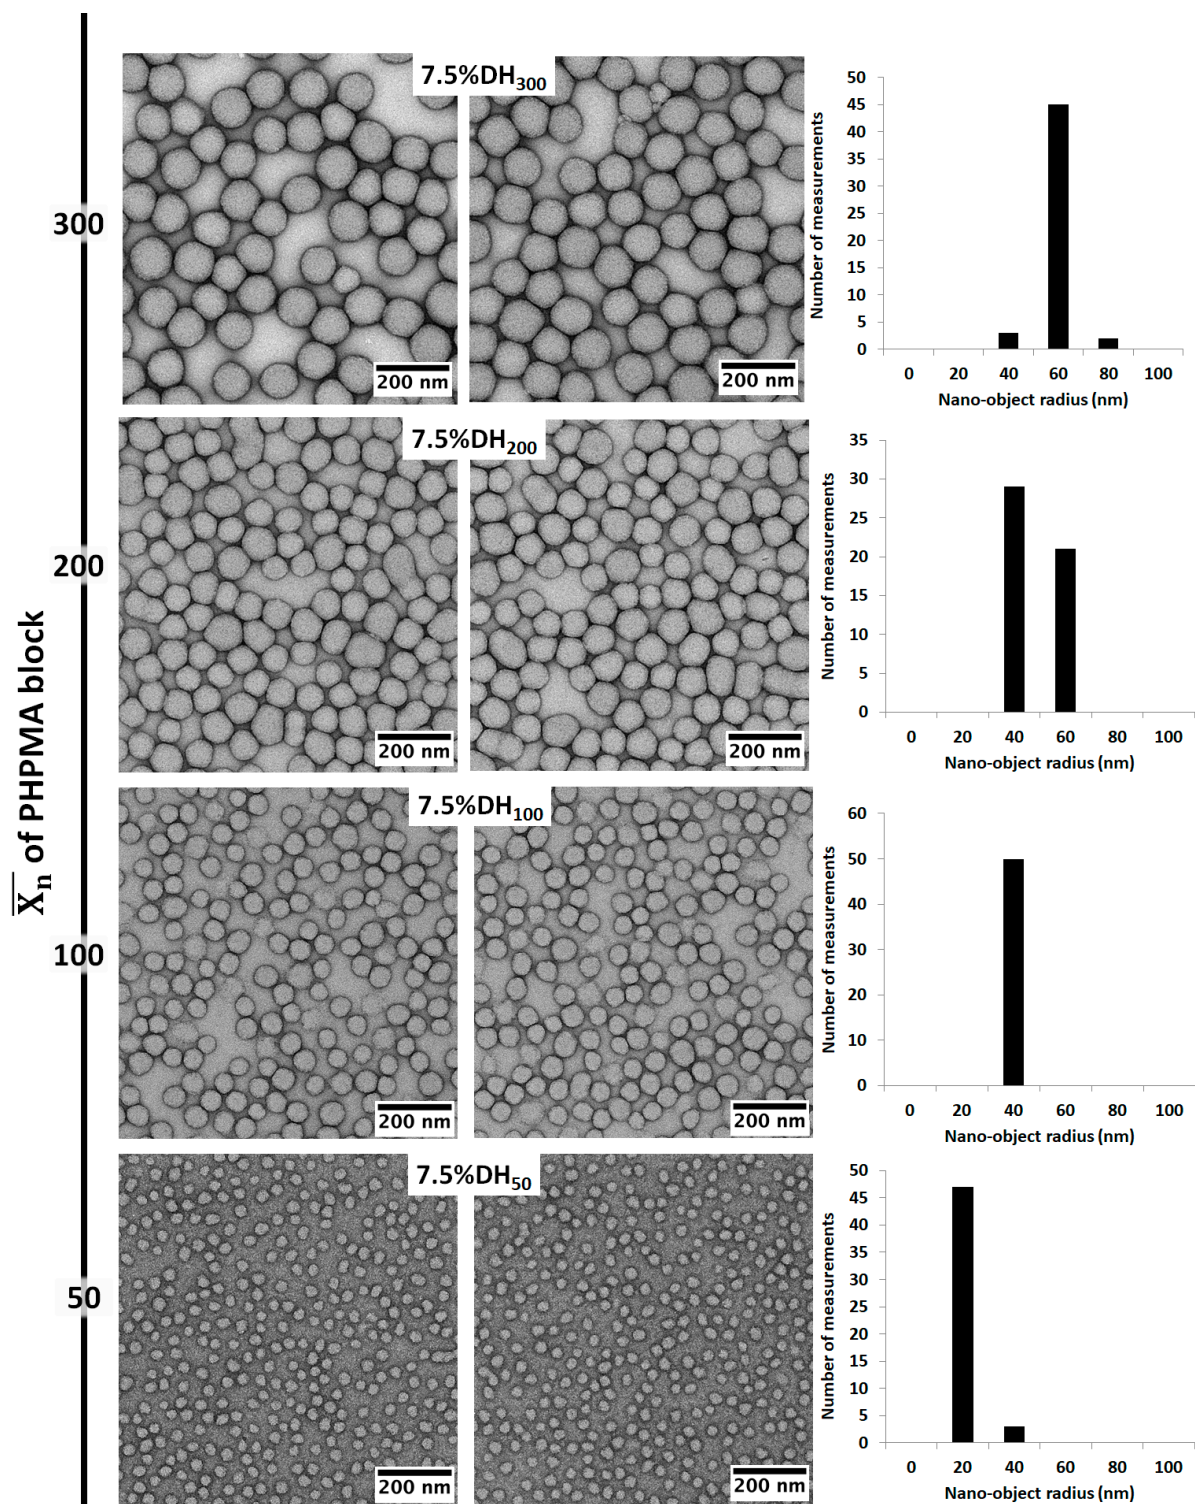 X̅n of PHPMA block
300
200
100
50
7.5%DH300
200 nm
200 nm
Number of measurements
50
45
40
35
30
25
20
15
10
5
0
0 20 40 60 80 100
Nano-object radius (nm)
7.5%DH200
200 nm
200 nm
Number of measurements
35
30
25
20
15
10
5
0
0 20 40 60 80 100
Nano-object radius (nm)
7.5%DH100
200 nm
200 nm
Number of measurements
60
50
40
30
20
10
0
0 20 40 60 80 100
Nano-object radius (nm)
7.5%DH50
200 nm
200 nm
Number of measurements
50
45
40
35
30
25
20
15
10
5
0
0 20 40 60 80 100
Nano-object radius (nm)